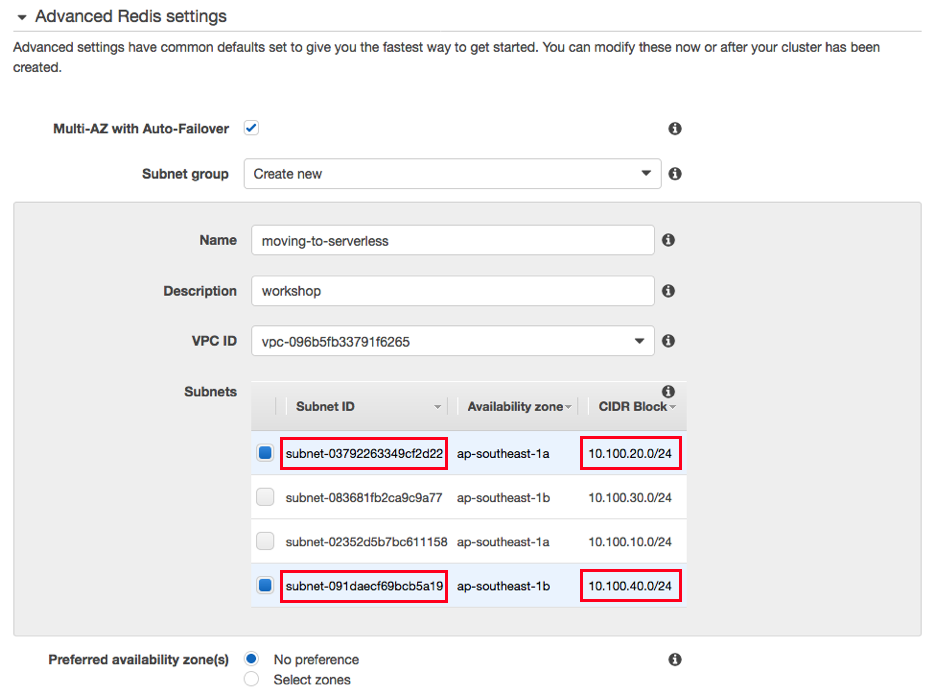 Advanced Redis settings
Advanced settings have common defaults set to give you the fastest way to get started. You can modify these now or after your cluster has been
created.
Multi-AZ with Auto-Failover
Subnet group Create new
Name moving-to-serverless
Description workshop
VPC ID vpc-096b5fb33791f6265
Subnets
Subnet ID Availability zone CIDR Block
subnet-03792263349cf2d22 ap-southeast-1a 10.100.20.0/24
subnet-083681fb2ca9c9a77 ap-southeast-1b 10.100.30.0/24
subnet-02352d5b7bc611158 ap-southeast-1a 10.100.10.0/24
subnet-091daecf69bcb5a19 ap-southeast-1b 10.100.40.0/24
Preferred availability zone(s) No preference
Select zones